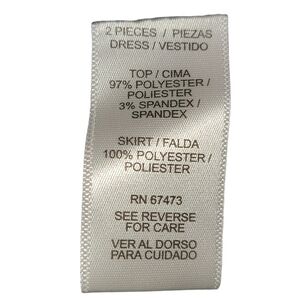 2 PIECES / PIEZAS
DRESS / VESTIDO
TOP / CIMA
97% POLYESTER /
POLIESTER
3% SPANDEX /
SPANDEX
SKIRT / FALDA
100% POLYESTER /
POLIESTER
RN 67473
SEE REVERSE
FOR CARE
VER AL DORSO
PARA CUIDADO